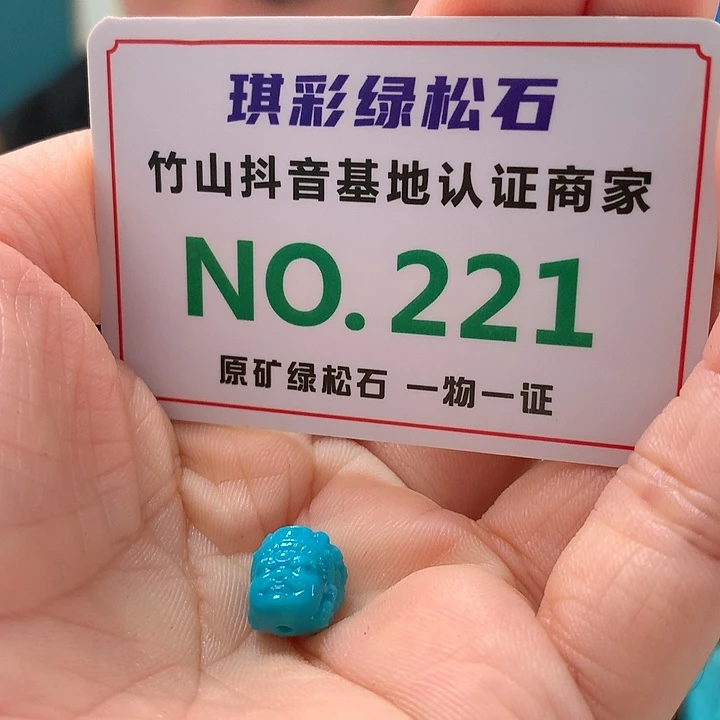 琪彩绿松石
竹山抖音基地认证商家
NO.221
原矿绿松石 一物一证